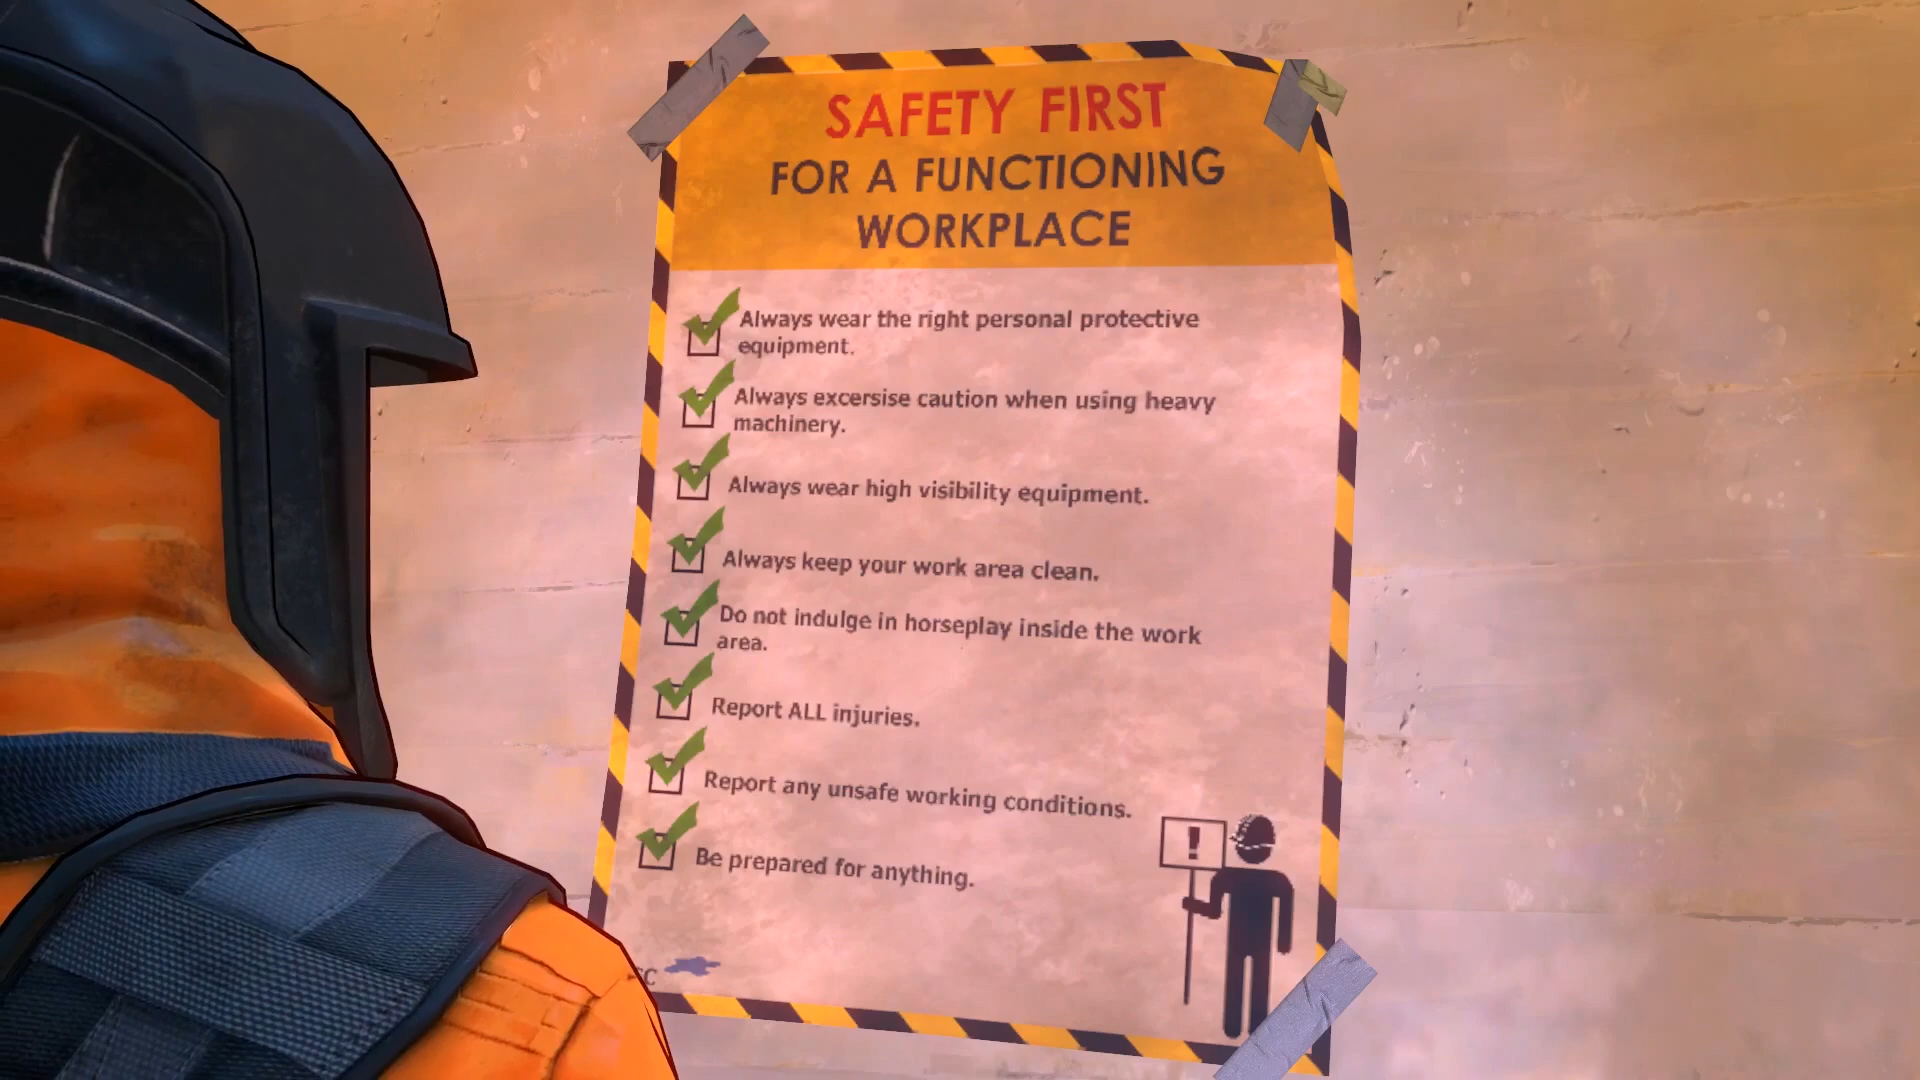 SAFETY FIRST
FOR A FUNCTIONING
WORKPLACE
Always wear the right personal protective
equipment.
Always excersise caution when using heavy
machinery.
Always wear high visibility equipment.
Always keep your work area clean.
Do not indulge in horseplay inside the work
area.
Report ALL injuries.
Report any unsafe working conditions.
!
Be prepared for anything.